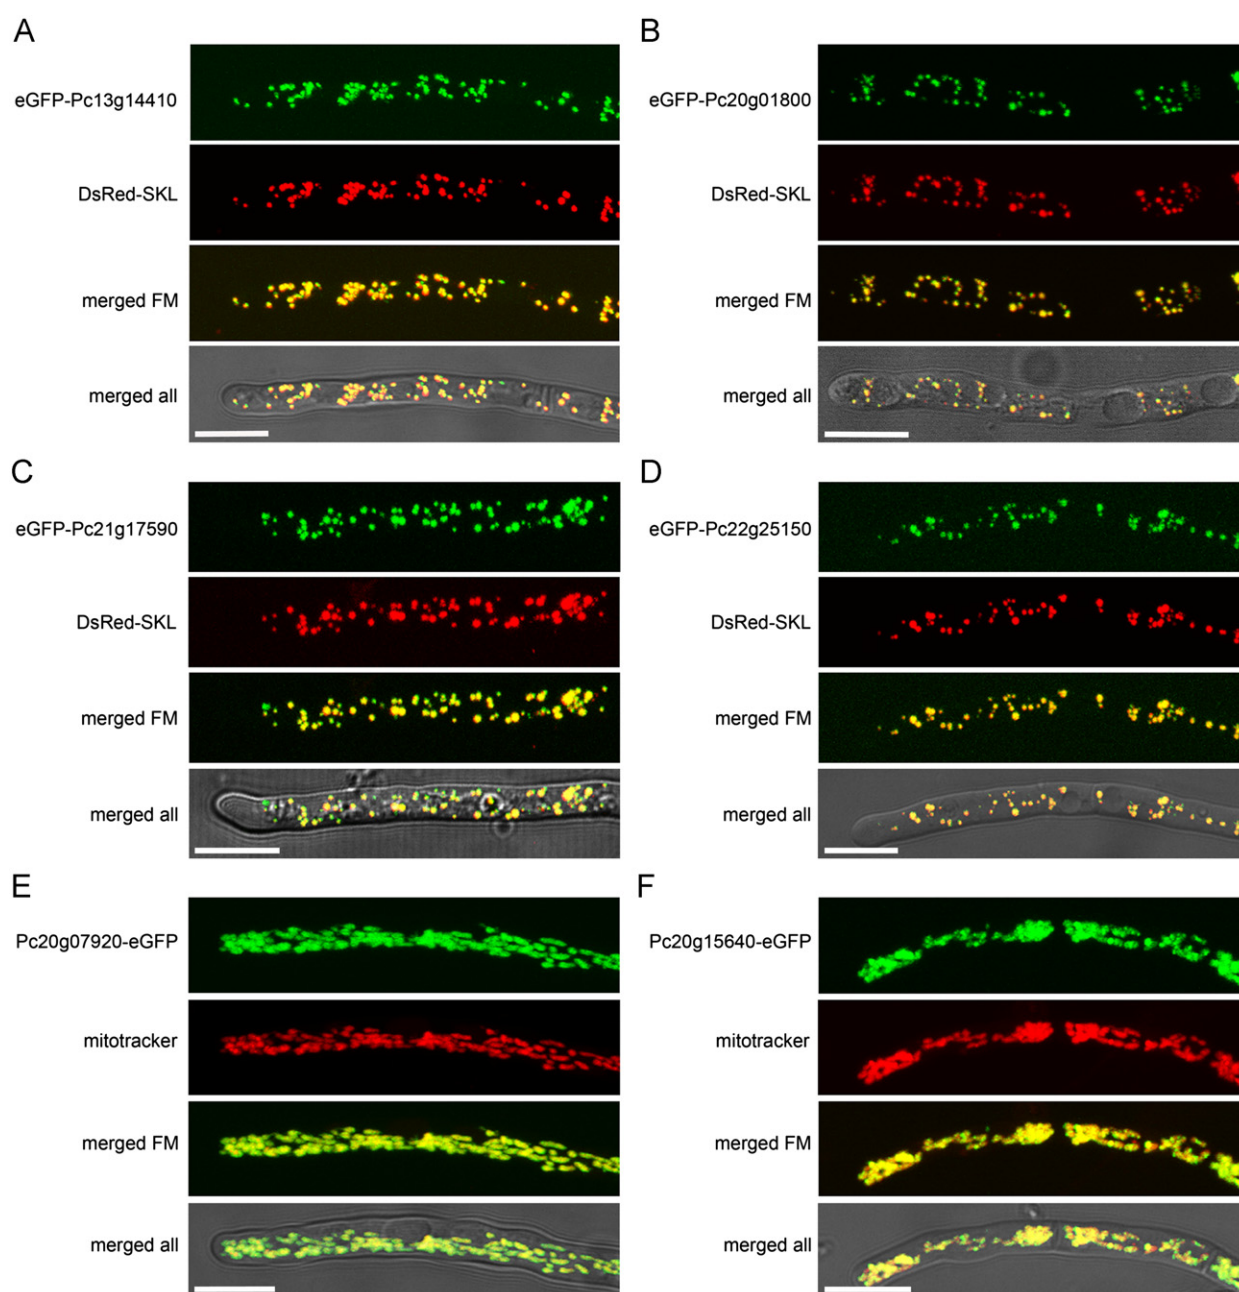 A
eGFP-Pc13g14410
DsRed-SKL
merged FM
merged all
B
eGFP-Pc20g01800
DsRed-SKL
merged FM
merged all
C
eGFP-Pc21g17590
DsRed-SKL
merged FM
merged all
D
eGFP-Pc22g25150
DsRed-SKL
merged FM
merged all
E
Pc20g07920-eGFP
mitotracker
merged FM
merged all
F
Pc20g15640-eGFP
mitotracker
merged FM
merged all